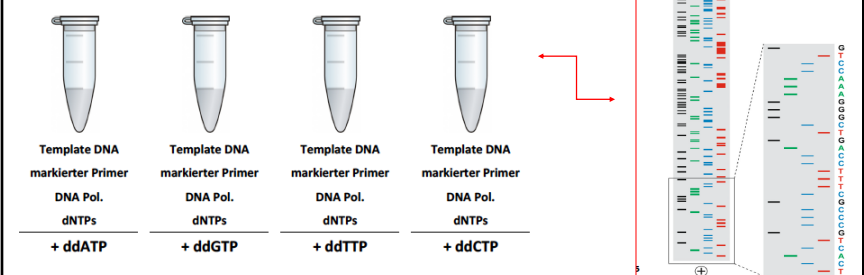 Template DNA
markierter Primer
DNA Pol.
dNTPs
+ ddATP
Template DNA
markierter Primer
DNA Pol.
dNTPs
+ ddGTP
Template DNA
markierter Primer
DNA Pol.
dNTPs
+ ddTTP
Template DNA
markierter Primer
DNA Pol.
dNTPs
+ ddCTP
5
+
G
T
C
C
A
A
A
G
G
G
C
T
G
A
C
C
T
T
T
C
G
C
C
C
G
T
C
A
C
T